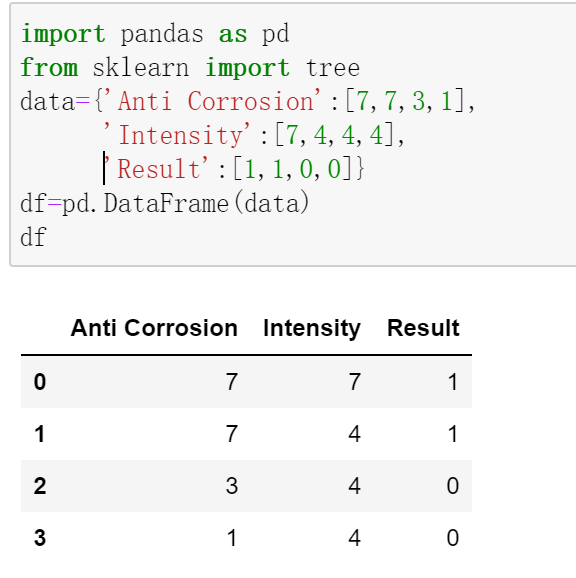 import pandas as pd
from sklearn import tree
data={'Anti Corrosion':[7,7,3,1],
'Intensity':[7,4,4,4],
'Result':[1,1,0,0]}
df=pd.DataFrame(data)
df
Anti Corrosion Intensity Result
0 7 7 1
1 7 4 1
2 3 4 0
3 1 4 0